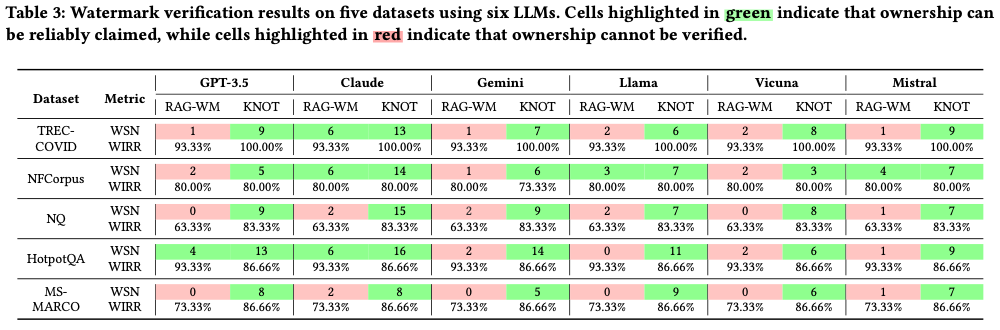 Table 3: Watermark verification results on five datasets using six LLMs. Cells highlighted in green indicate that ownership can
be reliably claimed, while cells highlighted in red indicate that ownership cannot be verified.
Dataset Metric GPT-3.5 Claude Gemini Llama Vicuna Mistral
RAG-WM KNOT RAG-WM KNOT RAG-WM KNOT RAG-WM KNOT RAG-WM KNOT RAG-WM KNOT
TREC- WSN 1 9 6 13 1 7 2 6 2 8 1 9
COVID WIRR 93.33% 100.00% 93.33% 100.00% 93.33% 100.00% 93.33% 100.00% 93.33% 100.00% 93.33% 100.00%
NFCorpus WSN 2 5 6 14 1 6 3 7 2 3 4 7
WIRR 80.00% 80.00% 80.00% 80.00% 80.00% 73.33% 80.00% 80.00% 80.00% 80.00% 80.00% 80.00%
NQ WSN 0 9 2 15 2 9 2 7 0 8 1 7
WIRR 63.33% 83.33% 63.33% 83.33% 63.33% 83.33% 63.33% 83.33% 63.33% 83.33% 63.33% 83.33%
HotpotQA WSN 4 13 6 16 2 14 0 11 2 6 1 9
WIRR 93.33% 86.66% 93.33% 86.66% 93.33% 86.66% 93.33% 86.66% 93.33% 86.66% 93.33% 86.66%
MS- WSN 0 8 2 8 0 5 0 9 0 6 1 7
MARCO WIRR 73.33% 86.66% 73.33% 86.66% 73.33% 86.66% 73.33% 86.66% 73.33% 86.66% 73.33% 86.66%